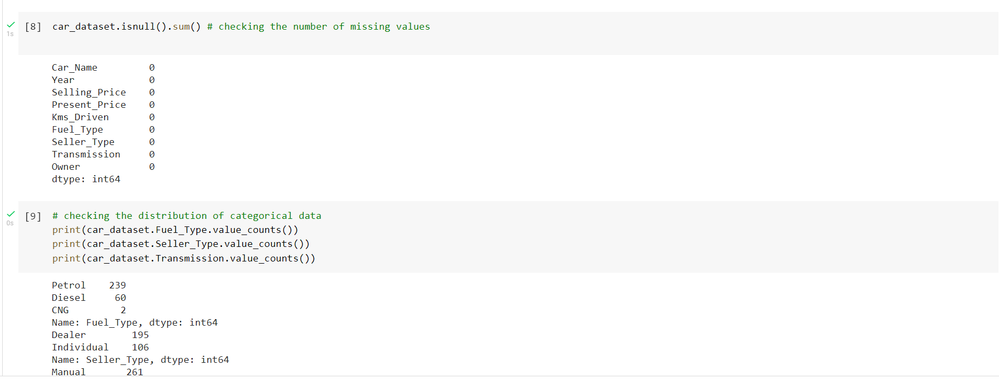 [8] car_dataset.isnull().sum() # checking the number of missing values
1s
Car_Name 0
Year 0
Selling_Price 0
Present_Price 0
Kms_Driven 0
Fuel_Type 0
Seller_Type 0
Transmission 0
Owner 0
dtype: int64
[9] # checking the distribution of categorical data
0s
print(car_dataset.Fuel_Type.value_counts())
print(car_dataset.Seller_Type.value_counts())
print(car_dataset.Transmission.value_counts())
Petrol 239
Diesel 60
CNG 2
Name: Fuel_Type, dtype: int64
Dealer 195
Individual 106
Name: Seller_Type, dtype: int64
Manual 261